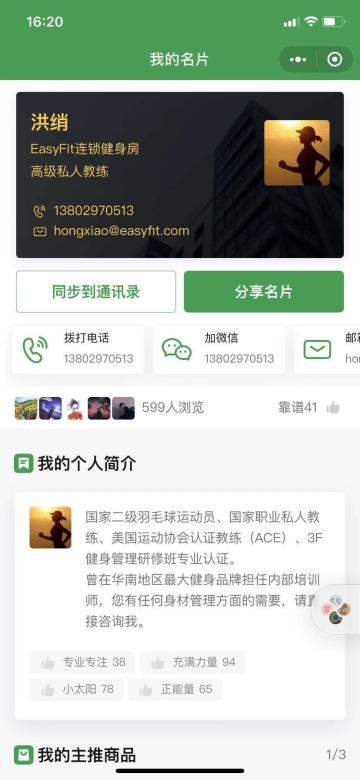 16:20
我的名片
洪绡
EasyFit连锁健身房
高级私人教练
13802970513
hongxiao@easyfit.com
同步到通讯录
分享名片
拨打电话
13802970513
加微信
13802970513
邮
hor
599人浏览
靠谱41
我的个人简介
国家二级羽毛球运动员、国家职业私人教
练、美国运动协会认证教练（ACE）、3F
健身管理研修班专业认证。
曾在华南地区最大健身品牌担任内部培训
师，您有任何身材管理方面的需要，请直
接咨询我。
专业专注 38
充满力量 94
小太阳 78
正能量 65
我的主推商品
1/3